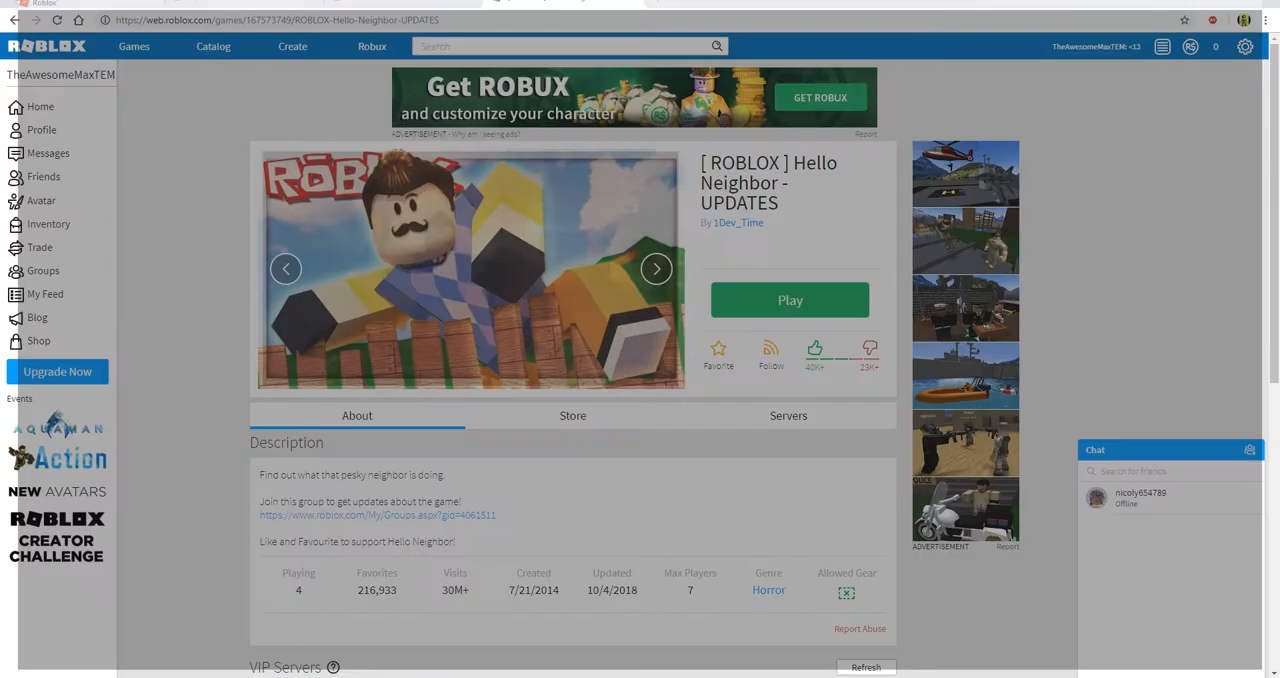 Roblox
https://web.roblox.com/games/167573749/ROBLOX-Hello-Neighbor-UPDATES
ROBLOX Games Catalog Create Robux Search TheAwesomeMaxTEM: <13 R$ 0
TheAwesomeMaxTEM
Home
Profile
Messages
Friends
Avatar
Inventory
Trade
Groups
My Feed
Blog
Shop
Upgrade Now
Events
AQUAMAN
Action
NEW AVATARS
ROBLOX
CREATOR
CHALLENGE
Get ROBUX
and customize your character
GET ROBUX
ADVERTISEMENT - Why am I seeing ads? Report
ROBLOX
[ ROBLOX ] Hello
Neighbor -
UPDATES
By 1Dev_Time
Play
Favorite Follow 40K+ 23K+
About Store Servers
Description
Find out what that pesky neighbor is doing.
Join this group to get updates about the game!
https://www.roblox.com/My/Groups.aspx?gid=4061511
Like and Favourite to support Hello Neighbor!
Playing Favorites Visits Created Updated Max Players Genre Allowed Gear
4 216,933 30M+ 7/21/2014 10/4/2018 7 Horror
Report Abuse
VIP Servers ? Refresh
ADVERTISEMENT Report
Chat
Search for friends
nicoly654789
Offline